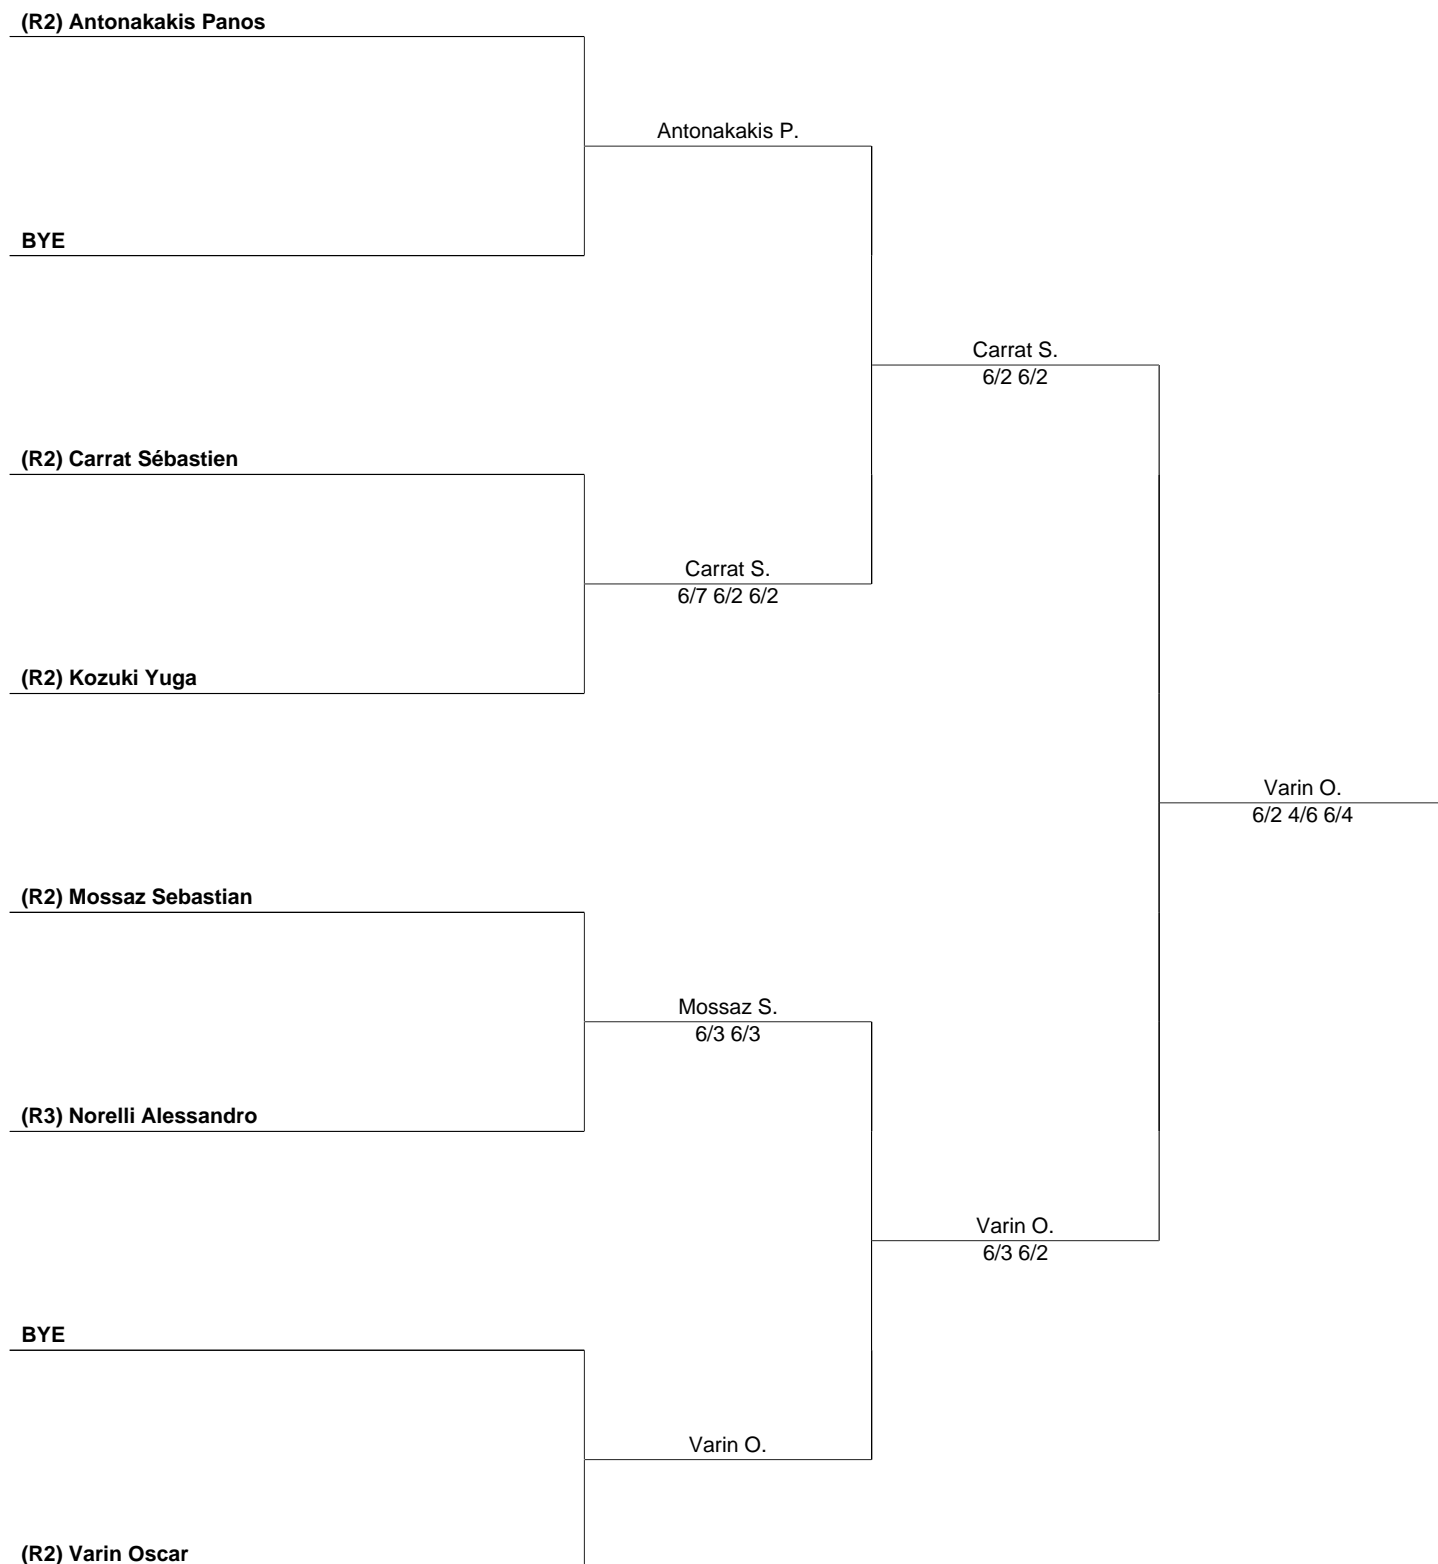 (R2) Antonakakis Panos
Antonakakis P.
BYE
Carrat S.
6/2 6/2
(R2) Carrat Sébastien
Carrat S.
6/7 6/2 6/2
(R2) Kozuki Yuga
Varin O.
6/2 4/6 6/4
(R2) Mossaz Sebastian
Mossaz S.
6/3 6/3
(R3) Norelli Alessandro
Varin O.
6/3 6/2
BYE
Varin O.
(R2) Varin Oscar